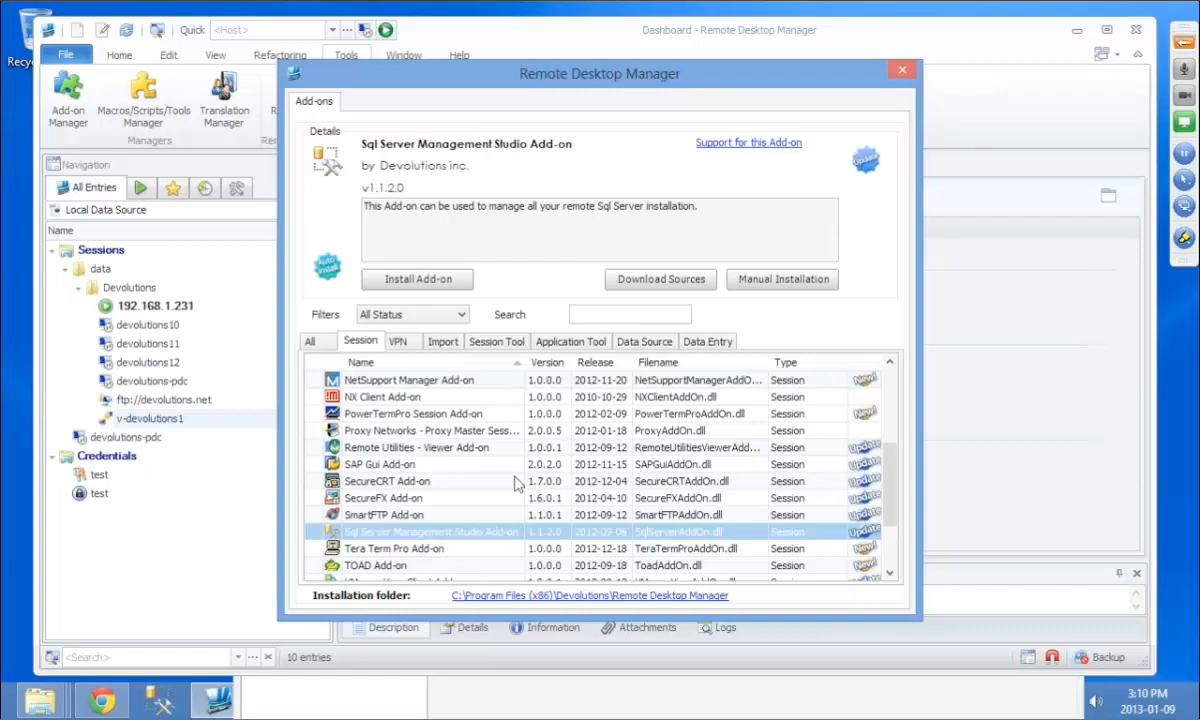 Quick <Host> Dashboard - Remote Desktop Manager
File Home Edit View Refactoring Tools Window Help
Add-on Manager
Macros/Scripts/Tools Manager
Translation Manager
Managers
Navigation
All Entries
Local Data Source
Name
Sessions
data
Devolutions
192.168.1.231
devolutions10
devolutions11
devolutions12
devolutions-pdc
ftp://devolutions.net
v-devolutions1
devolutions-pdc
Credentials
test
test
Remote Desktop Manager
Add-ons
Details
Sql Server Management Studio Add-on
Support for this Add-on
Update
by Devolutions inc.
v1.1.2.0
This Add-on can be used to manage all your remote Sql Server installation.
Auto Install
Install Add-on Download Sources Manual Installation
Filters All Status Search
All Session VPN Import Session Tool Application Tool Data Source Data Entry
Name Version Release Filename Type
NetSupport Manager Add-on 1.0.0.0 2012-11-20 NetSupportManagerAddO... Session New!
NX Client Add-on 1.0.0.0 2010-10-29 NXClientAddOn.dll Session
PowerTermPro Session Add-on 1.0.0.0 2012-02-09 PowerTermProAddOn.dll Session New!
Proxy Networks - Proxy Master Sess... 2.0.0.5 2012-01-18 ProxyAddOn.dll Session
Remote Utilities - Viewer Add-on 1.0.0.1 2012-09-12 RemoteUtilitiesViewerAdd... Session Update
SAP Gui Add-on 2.0.2.0 2012-11-15 SAPGuiAddOn.dll Session Update
SecureCRT Add-on 1.7.0.0 2012-12-04 SecureCRTAddOn.dll Session Update
SecureFX Add-on 1.6.0.1 2012-04-10 SecureFXAddOn.dll Session Update
SmartFTP Add-on 1.1.0.1 2012-09-12 SmartFTPAddOn.dll Session Update
Sql Server Management Studio Add-on 1.1.2.0 2012-09-06 SqlServerAddOn.dll Session Update
Tera Term Pro Add-on 1.0.0.0 2012-12-18 TeraTermProAddOn.dll Session New!
TOAD Add-on 1.0.0.0 2012-09-18 ToadAddOn.dll Session New!
Installation folder: C:\Program Files (x86)\Devolutions\Remote Desktop Manager
Description Details Information Attachments Logs
<Search> 10 entries Backup
3:10 PM
2013-01-09